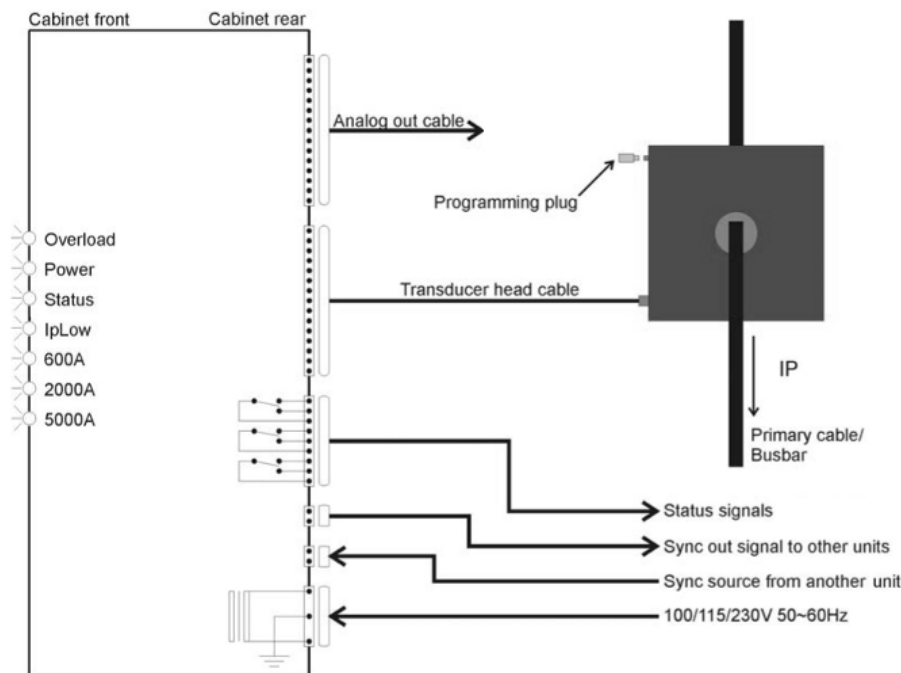 Cabinet front
Cabinet rear
Analog out cable
Programming plug
Overload
Power
Status
IpLow
600A
2000A
5000A
Transducer head cable
IP
Primary cable/
Busbar
Status signals
Sync out signal to other units
Sync source from another unit
100/115/230V 50~60Hz